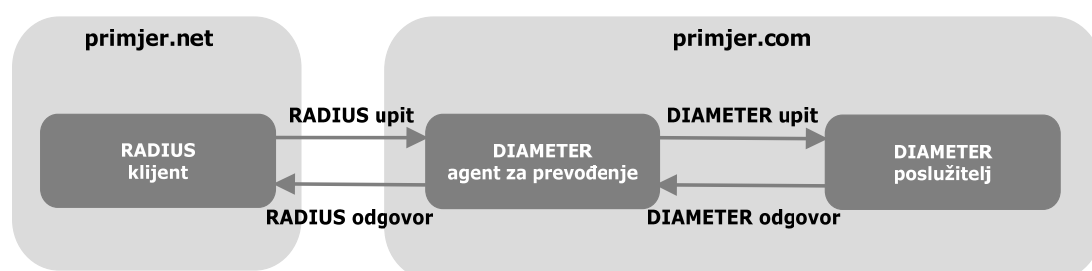 primjer.net
primjer.com
RADIUS upit
DIAMETER upit
RADIUS
klijent
DIAMETER
agent za prevođenje
DIAMETER
poslužitelj
RADIUS odgovor
DIAMETER odgovor